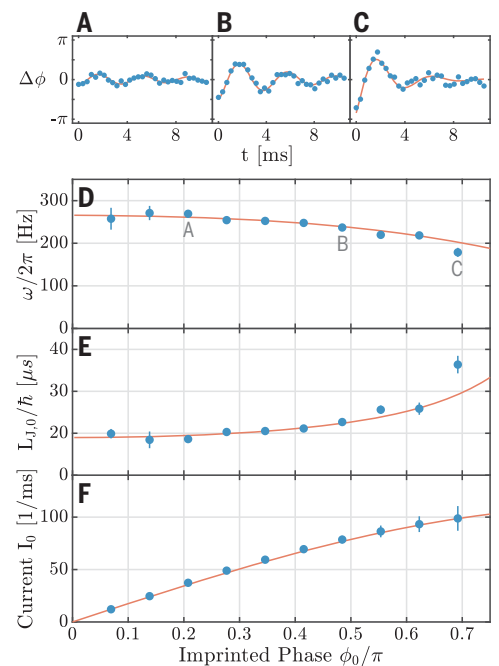 A B C
π
0
-π
Δϕ
0 4 8 0 4 8 0 4 8
t [ms]
D
300
200
100
0
ω/2π [Hz]
A
B
C
E
40
30
20
0
L_{J,0}/ħ [μs]
F
100
50
0
Current I_0 [1/ms]
0 0.1 0.2 0.3 0.4 0.5 0.6 0.7
Imprinted Phase ϕ_0/π